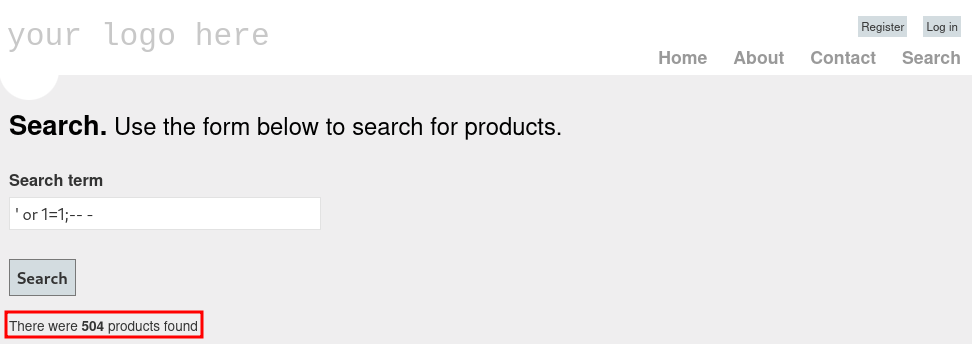 your logo here
Register Log in
Home About Contact Search
Search. Use the form below to search for products.
Search term
' or 1=1;-- -
Search
There were 504 products found